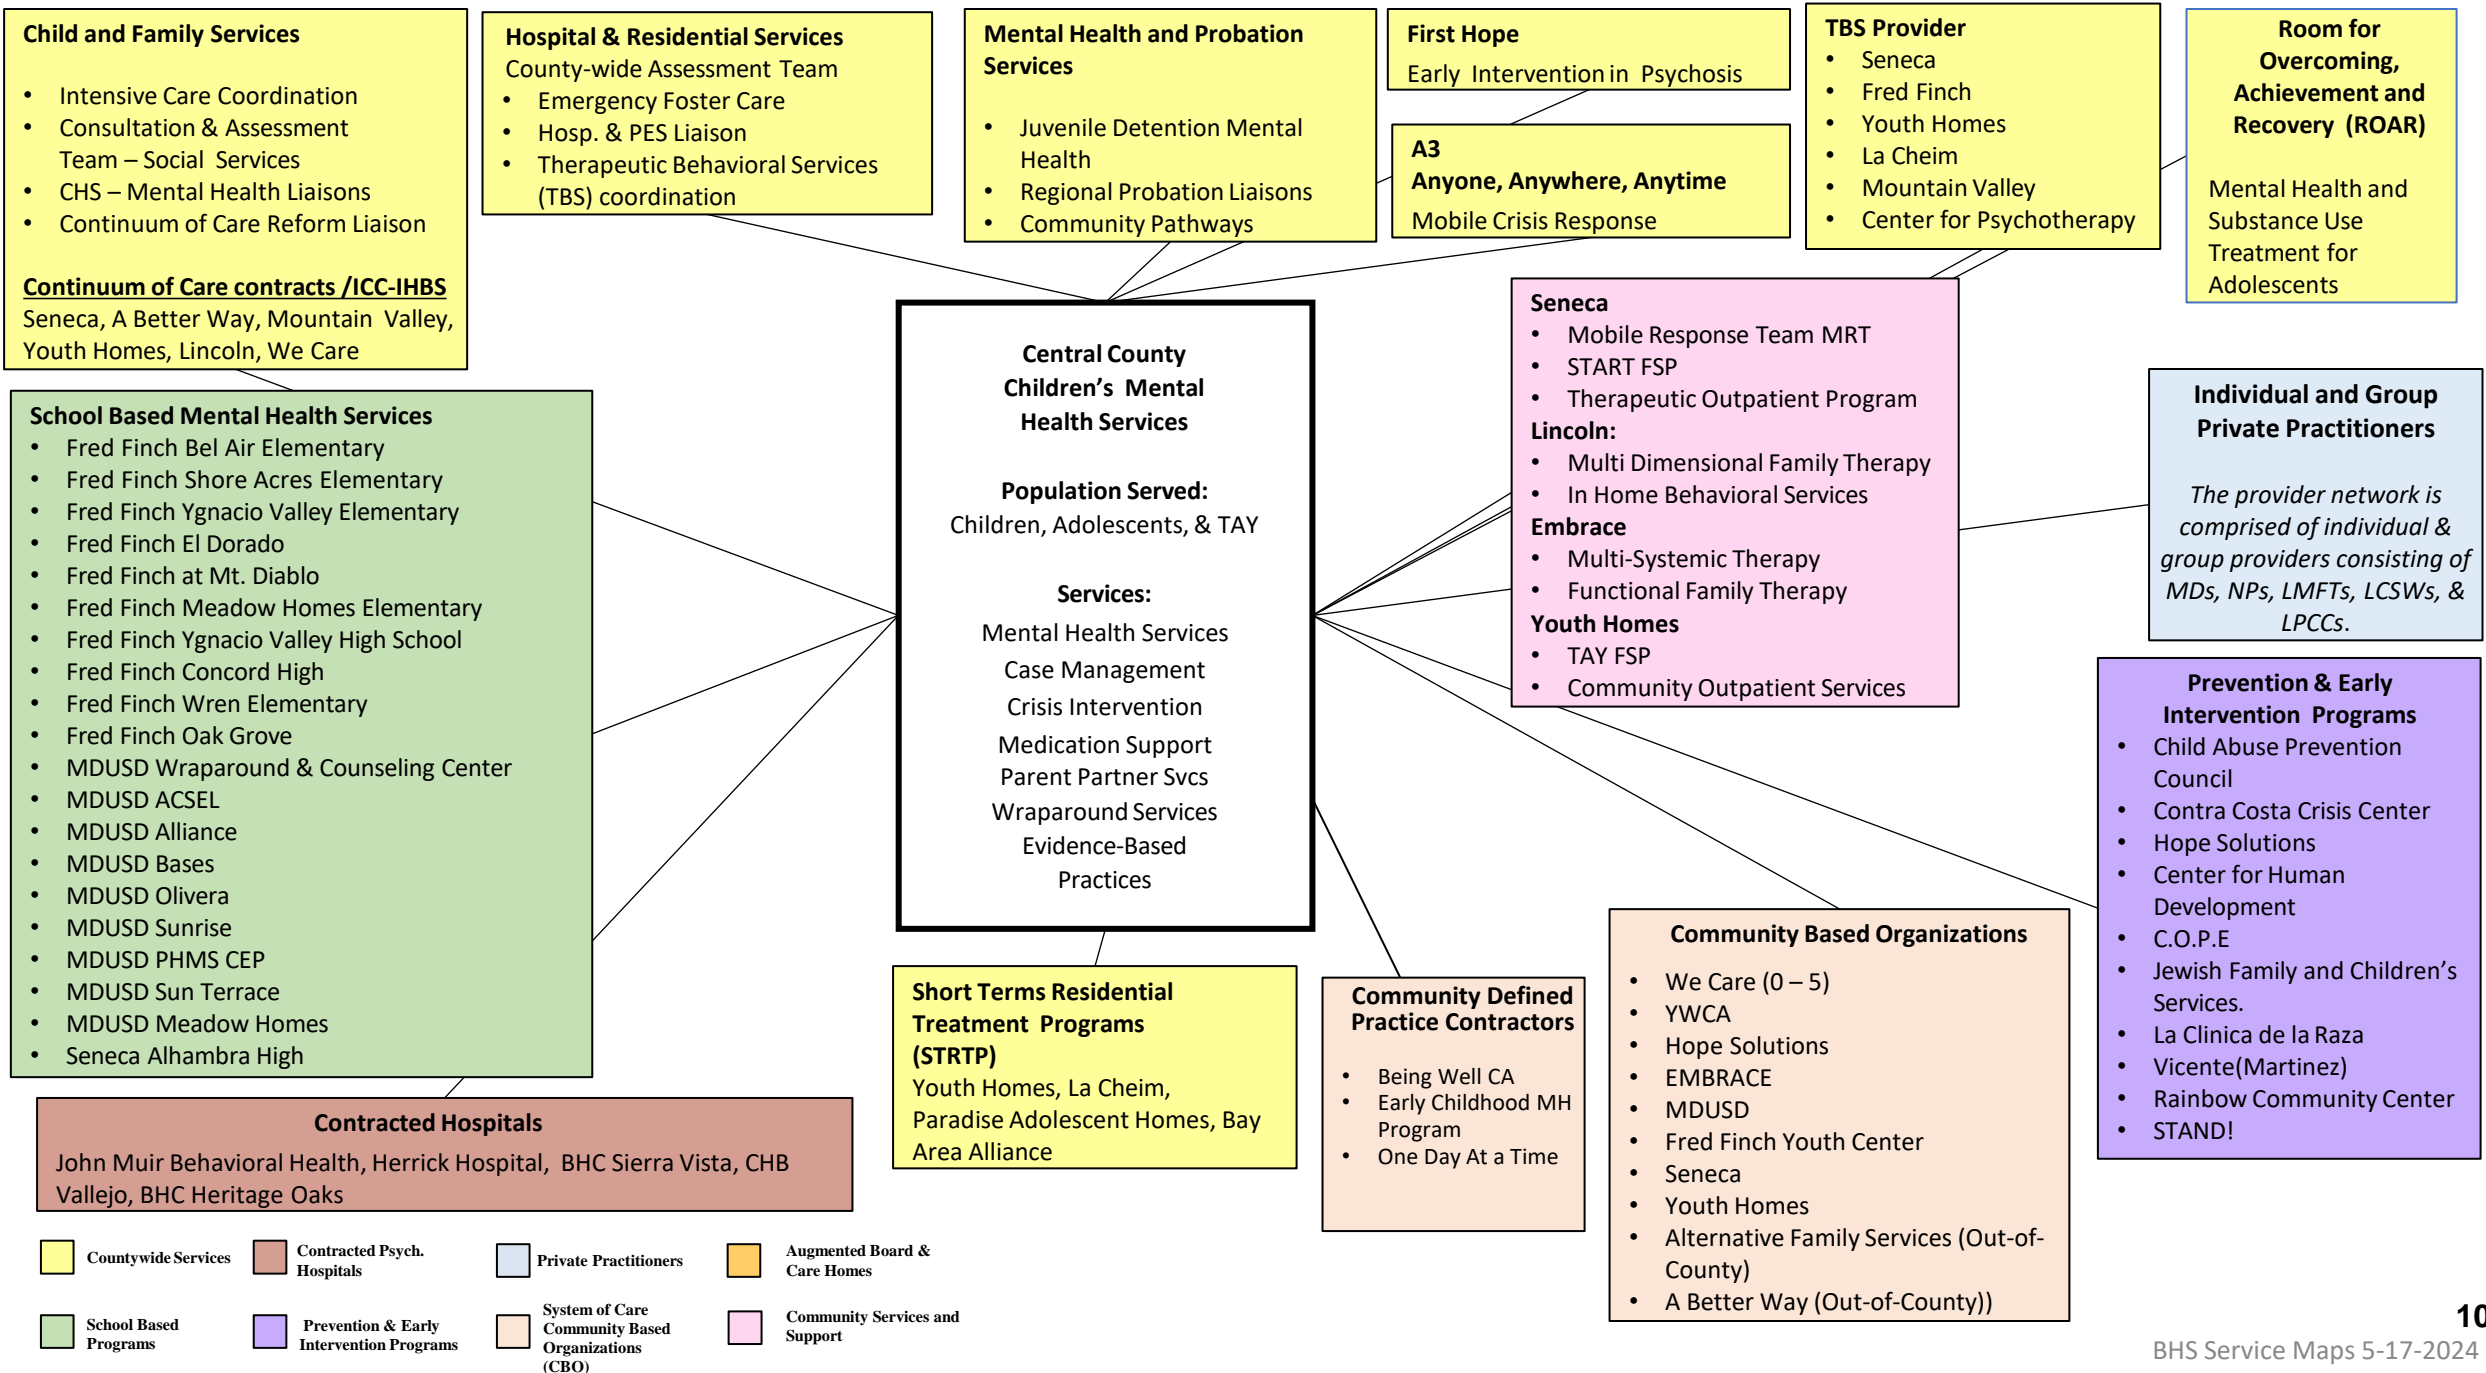 Child and Family Services
• Intensive Care Coordination
• Consultation & Assessment
Team – Social Services
• CHS – Mental Health Liaisons
• Continuum of Care Reform Liaison
Continuum of Care contracts /ICC-IHBS
Seneca, A Better Way, Mountain Valley,
Youth Homes, Lincoln, We Care
Hospital & Residential Services
County-wide Assessment Team
• Emergency Foster Care
• Hosp. & PES Liaison
• Therapeutic Behavioral Services
(TBS) coordination
Mental Health and Probation
Services
• Juvenile Detention Mental
Health
• Regional Probation Liaisons
• Community Pathways
First Hope
Early Intervention in Psychosis
A3
Anyone, Anywhere, Anytime
Mobile Crisis Response
TBS Provider
• Seneca
• Fred Finch
• Youth Homes
• La Cheim
• Mountain Valley
• Center for Psychotherapy
Room for
Overcoming,
Achievement and
Recovery (ROAR)
Mental Health and
Substance Use
Treatment for
Adolescents
School Based Mental Health Services
• Fred Finch Bel Air Elementary
• Fred Finch Shore Acres Elementary
• Fred Finch Ygnacio Valley Elementary
• Fred Finch El Dorado
• Fred Finch at Mt. Diablo
• Fred Finch Meadow Homes Elementary
• Fred Finch Ygnacio Valley High School
• Fred Finch Concord High
• Fred Finch Wren Elementary
• Fred Finch Oak Grove
• MDUSD Wraparound & Counseling Center
• MDUSD ACSEL
• MDUSD Alliance
• MDUSD Bases
• MDUSD Olivera
• MDUSD Sunrise
• MDUSD PHMS CEP
• MDUSD Sun Terrace
• MDUSD Meadow Homes
• Seneca Alhambra High
Central County
Children’s Mental
Health Services
Population Served:
Children, Adolescents, & TAY
Services:
Mental Health Services
Case Management
Crisis Intervention
Medication Support
Parent Partner Svcs
Wraparound Services
Evidence-Based
Practices
Seneca
• Mobile Response Team MRT
• START FSP
• Therapeutic Outpatient Program
Lincoln:
• Multi Dimensional Family Therapy
• In Home Behavioral Services
Embrace
• Multi-Systemic Therapy
• Functional Family Therapy
Youth Homes
• TAY FSP
• Community Outpatient Services
Individual and Group
Private Practitioners
The provider network is
comprised of individual &
group providers consisting of
MDs, NPs, LMFTs, LCSWs, &
LPCCs.
Prevention & Early
Intervention Programs
• Child Abuse Prevention
Council
• Contra Costa Crisis Center
• Hope Solutions
• Center for Human
Development
• C.O.P.E
• Jewish Family and Children’s
Services.
• La Clinica de la Raza
• Vicente(Martinez)
• Rainbow Community Center
• STAND!
Contracted Hospitals
John Muir Behavioral Health, Herrick Hospital, BHC Sierra Vista, CHB
Vallejo, BHC Heritage Oaks
Short Terms Residential
Treatment Programs
(STRTP)
Youth Homes, La Cheim,
Paradise Adolescent Homes, Bay
Area Alliance
Community Defined
Practice Contractors
• Being Well CA
• Early Childhood MH
Program
• One Day At a Time
Community Based Organizations
• We Care (0 – 5)
• YWCA
• Hope Solutions
• EMBRACE
• MDUSD
• Fred Finch Youth Center
• Seneca
• Youth Homes
• Alternative Family Services (Out-of-
County)
• A Better Way (Out-of-County))
Countywide Services
Contracted Psych.
Hospitals
Private Practitioners
Augmented Board &
Care Homes
School Based
Programs
Prevention & Early
Intervention Programs
System of Care
Community Based
Organizations
(CBO)
Community Services and
Support
10
BHS Service Maps 5-17-2024